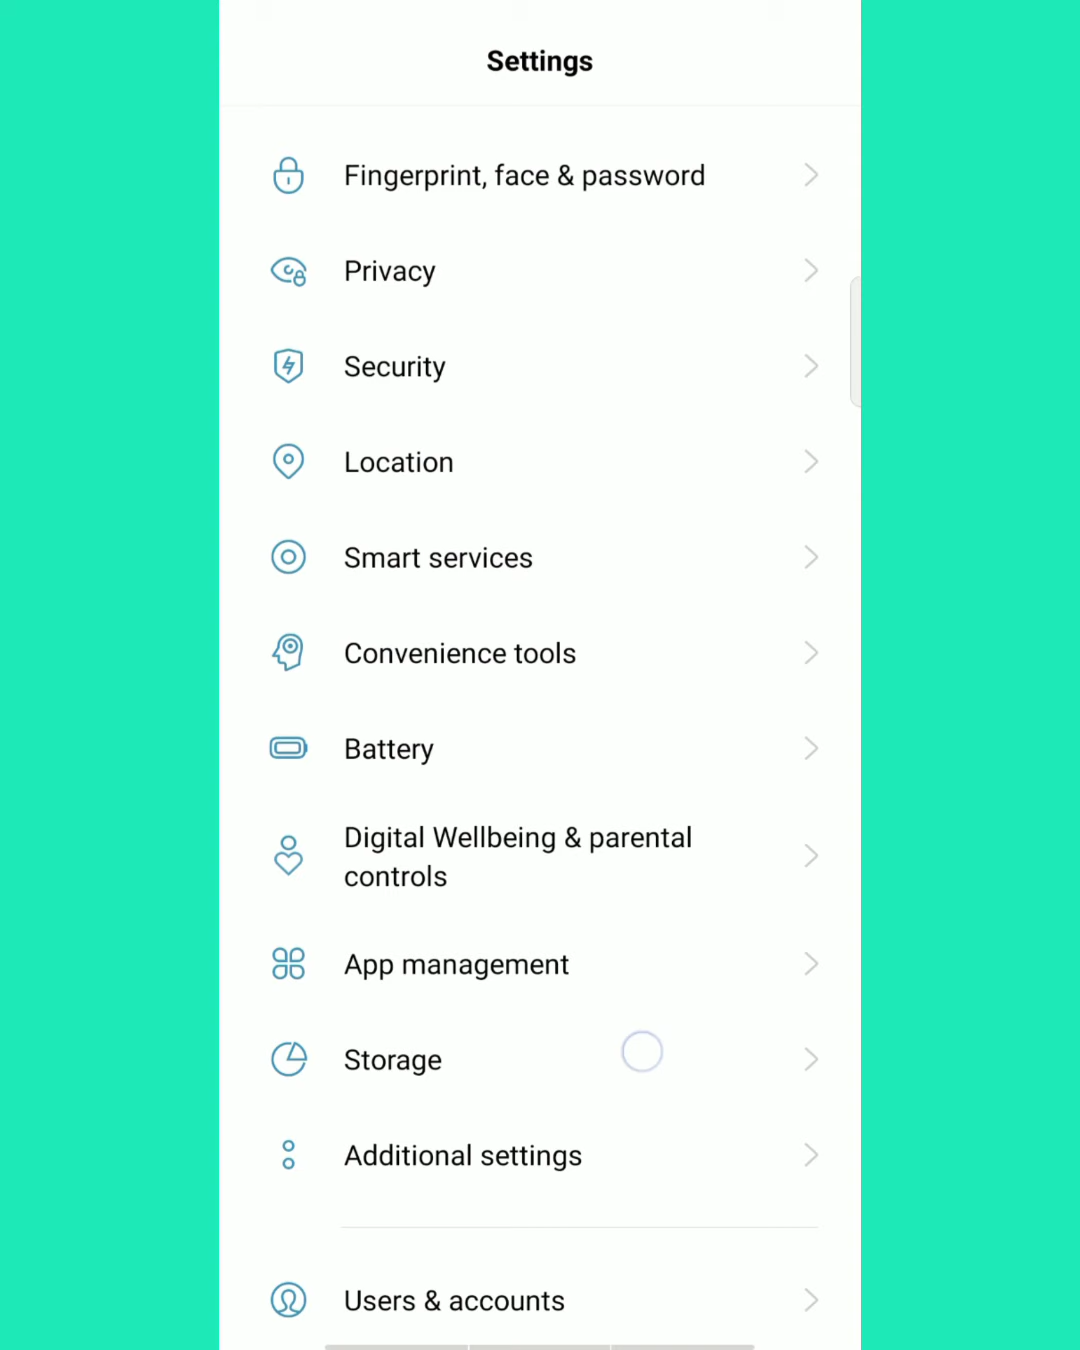 Settings
Fingerprint, face & password
Privacy
Security
Location
Smart services
Convenience tools
Battery
Digital Wellbeing & parental
controls
App management
Storage
Additional settings
Users & accounts